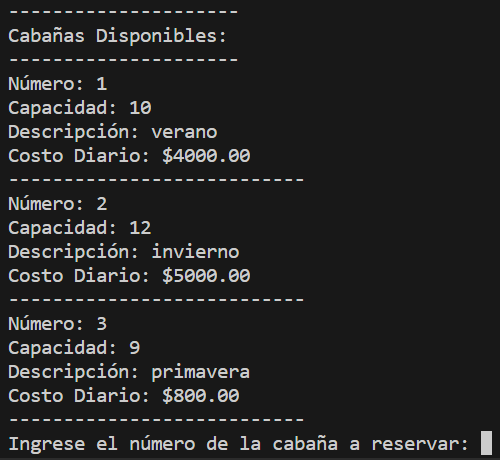 ---------------------
Cabañas Disponibles:
---------------------
Número: 1
Capacidad: 10
Descripción: verano
Costo Diario: $4000.00
---------------------------
Número: 2
Capacidad: 12
Descripción: invierno
Costo Diario: $5000.00
---------------------------
Número: 3
Capacidad: 9
Descripción: primavera
Costo Diario: $800.00
---------------------------
Ingrese el número de la cabaña a reservar: